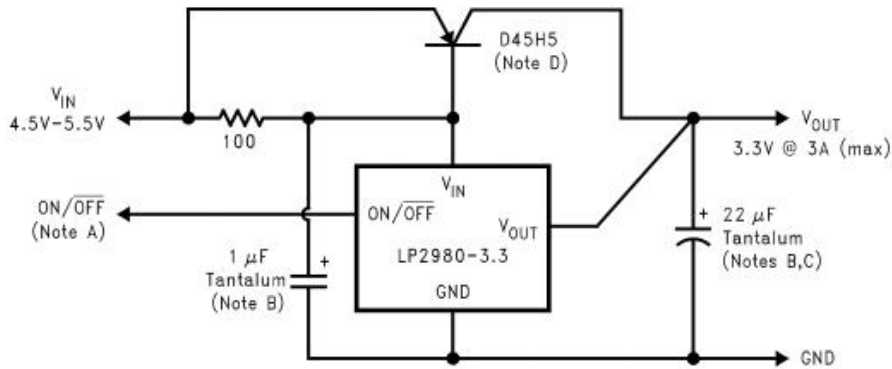 D45H5
(Note D)
VIN
4.5V–5.5V
100
VOUT
3.3V @ 3A (max)
VIN
ON/OFF
(Note A)
ON/OFF
VOUT
LP2980-3.3
GND
1 μF
Tantalum
(Note B)
+
+
22 μF
Tantalum
(Notes B,C)
GND